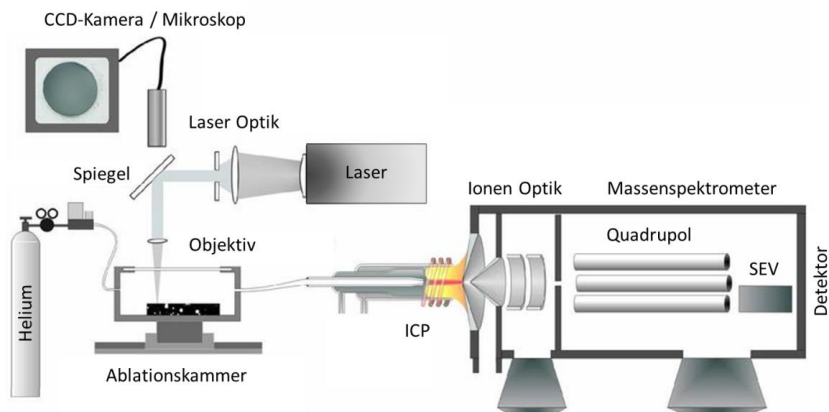 CCD-Kamera / Mikroskop
Laser Optik
Spiegel
Laser
Ionen Optik
Massenspektrometer
Objektiv
Quadrupol
SEV
Detektor
Helium
ICP
Ablationskammer